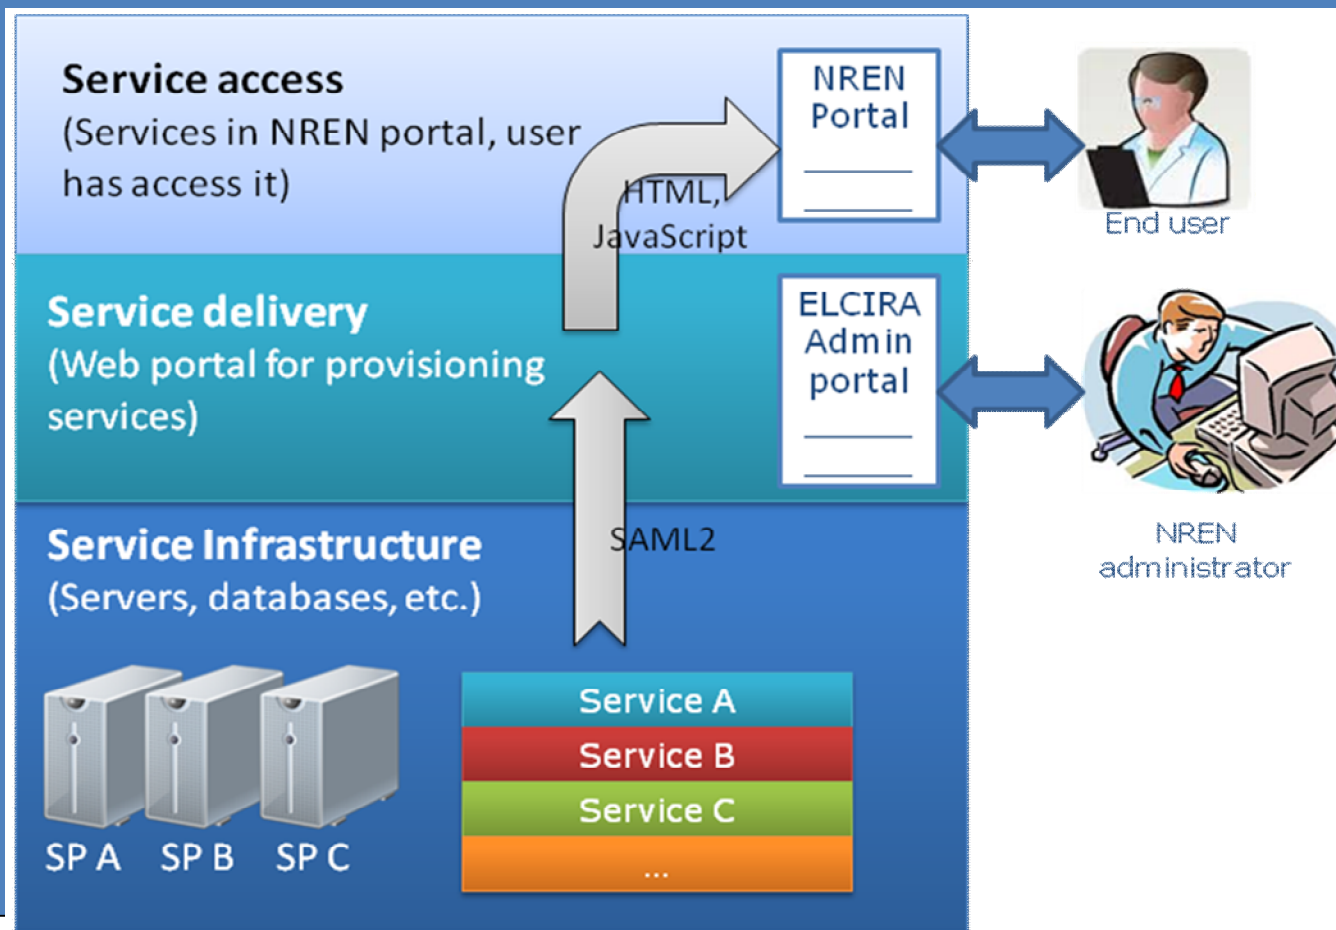 Service access
(Services in NREN portal, user
has access it)
HTML,
JavaScript
NREN
Portal
End user
Service delivery
(Web portal for provisioning
services)
ELCIRA
Admin
portal
NREN
administrator
Service Infrastructure
(Servers, databases, etc.)
SAML2
SP A
SP B
SP C
Service A
Service B
Service C
...